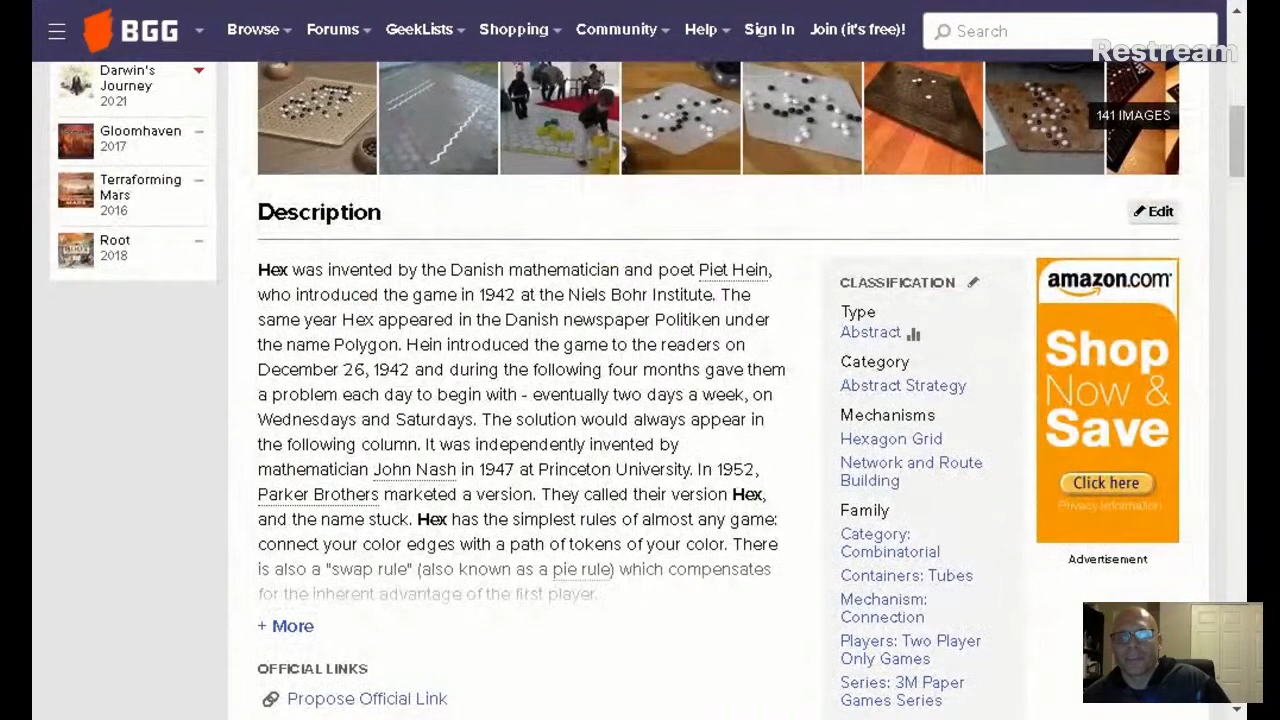 BGG
Browse
Forums
GeekLists
Shopping
Community
Help
Sign In
Join (it's free)!
Search
Restream
Darwin's
Journey
2021
Gloomhaven
2017
Terraforming
Mars
2016
Root
2018
141 IMAGES
Description
Edit
Hex was invented by the Danish mathematician and poet Piet Hein,
who introduced the game in 1942 at the Niels Bohr Institute. The
same year Hex appeared in the Danish newspaper Politiken under
the name Polygon. Hein introduced the game to the readers on
December 26, 1942 and during the following four months gave them
a problem each day to begin with - eventually two days a week, on
Wednesdays and Saturdays. The solution would always appear in
the following column. It was independently invented by
mathematician John Nash in 1947 at Princeton University. In 1952,
Parker Brothers marketed a version. They called their version Hex,
and the name stuck. Hex has the simplest rules of almost any game:
connect your color edges with a path of tokens of your color. There
is also a "swap rule" (also known as a pie rule) which compensates
for the inherent advantage of the first player.
+ More
OFFICIAL LINKS
Propose Official Link
CLASSIFICATION
Type
Abstract
Category
Abstract Strategy
Mechanisms
Hexagon Grid
Network and Route
Building
Family
Category:
Combinatorial
Containers: Tubes
Mechanism:
Connection
Players: Two Player
Only Games
Series: 3M Paper
Games Series
amazon.com
Shop
Now &
Save
Click here
Privacy Information
Advertisement